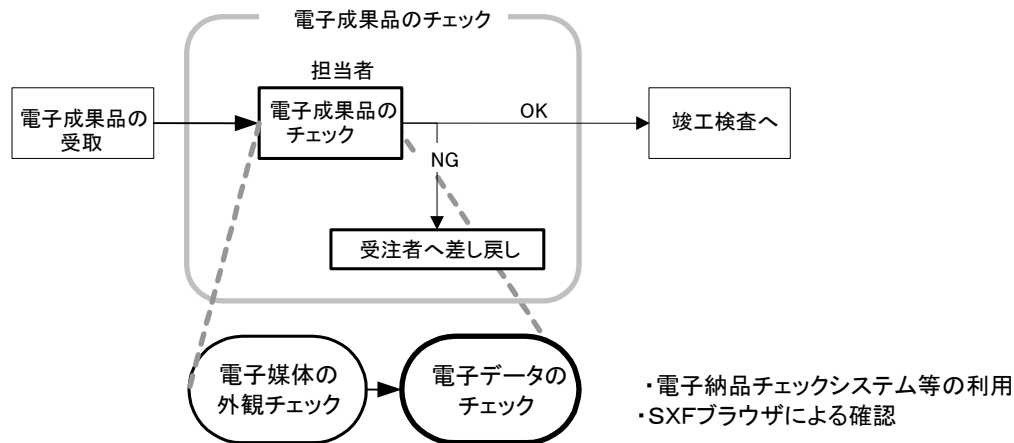 電子成果品のチェック
担当者
電子成果品の
受取
電子成果品の
チェック
OK
竣工検査へ
NG
受注者へ差し戻し
電子媒体の
外観チェック
電子データの
チェック
・電子納品チェックシステム等の利用
・SXFブラウザによる確認